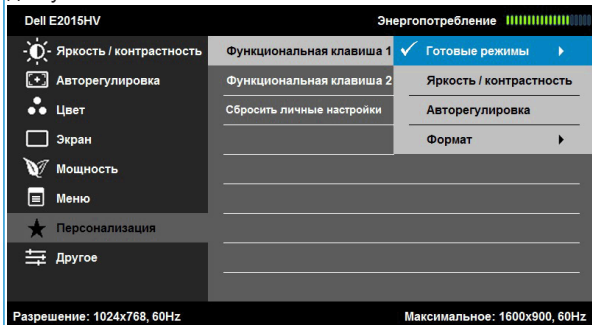 Dell E2015HV
Энергопотребление
Яркость / контрастность
Функциональная клавиша 1
Готовые режимы
Авторегулировка
Функциональная клавиша 2
Яркость / контрастность
Цвет
Сбросить личные настройки
Авторегулировка
Экран
Формат
Мощность
Меню
Персонализация
Другое
Разрешение: 1024x768, 60Hz
Максимальное: 1600x900, 60Hz